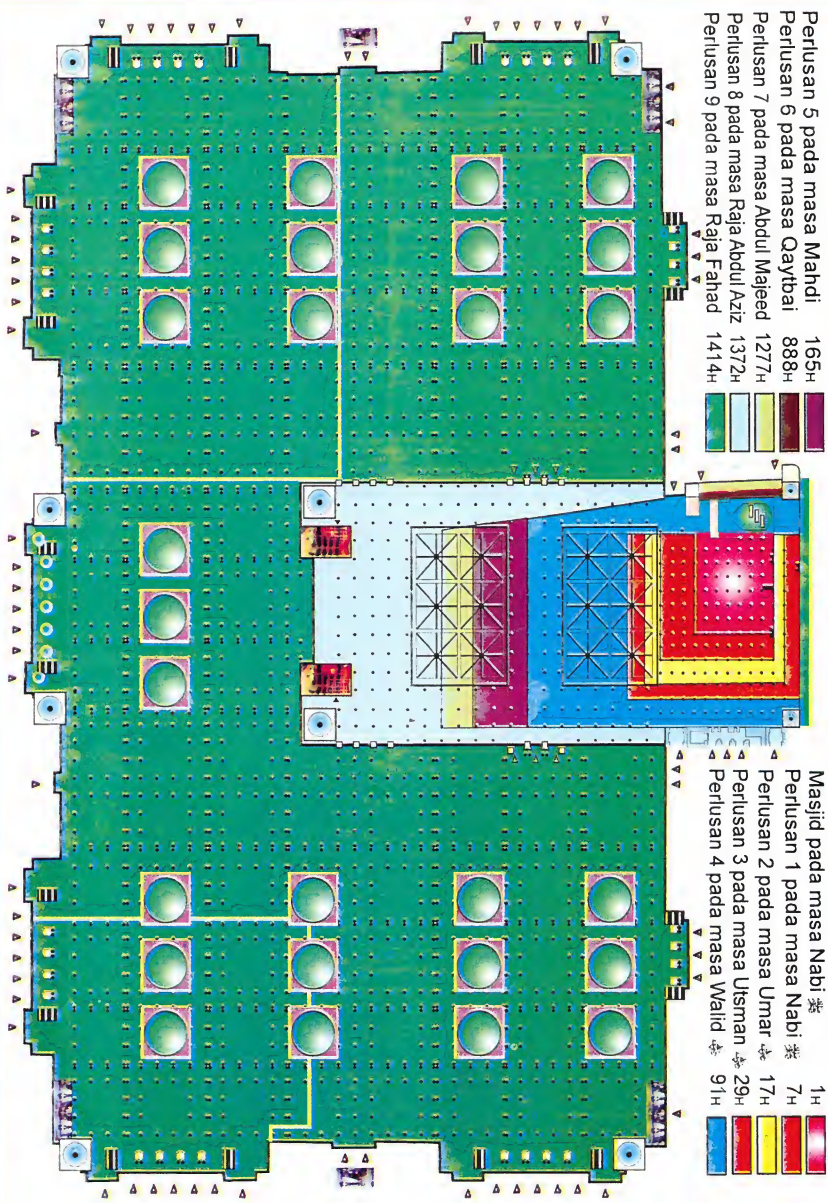 Masjid pada masa Nabi ﷺ 1H
Perlusan 1 pada masa Nabi ﷺ 7H
Perlusan 2 pada masa Umar 17H
Perlusan 3 pada masa Utsman 29H
Perlusan 4 pada masa Walid 91H
Perlusan 5 pada masa Mahdi 165H
Perlusan 6 pada masa Qaytbai 888H
Perlusan 7 pada masa Abdul Majeed 1277H
Perlusan 8 pada masa Raja Abdul Aziz 1372H
Perlusan 9 pada masa Raja Fahad 1414H